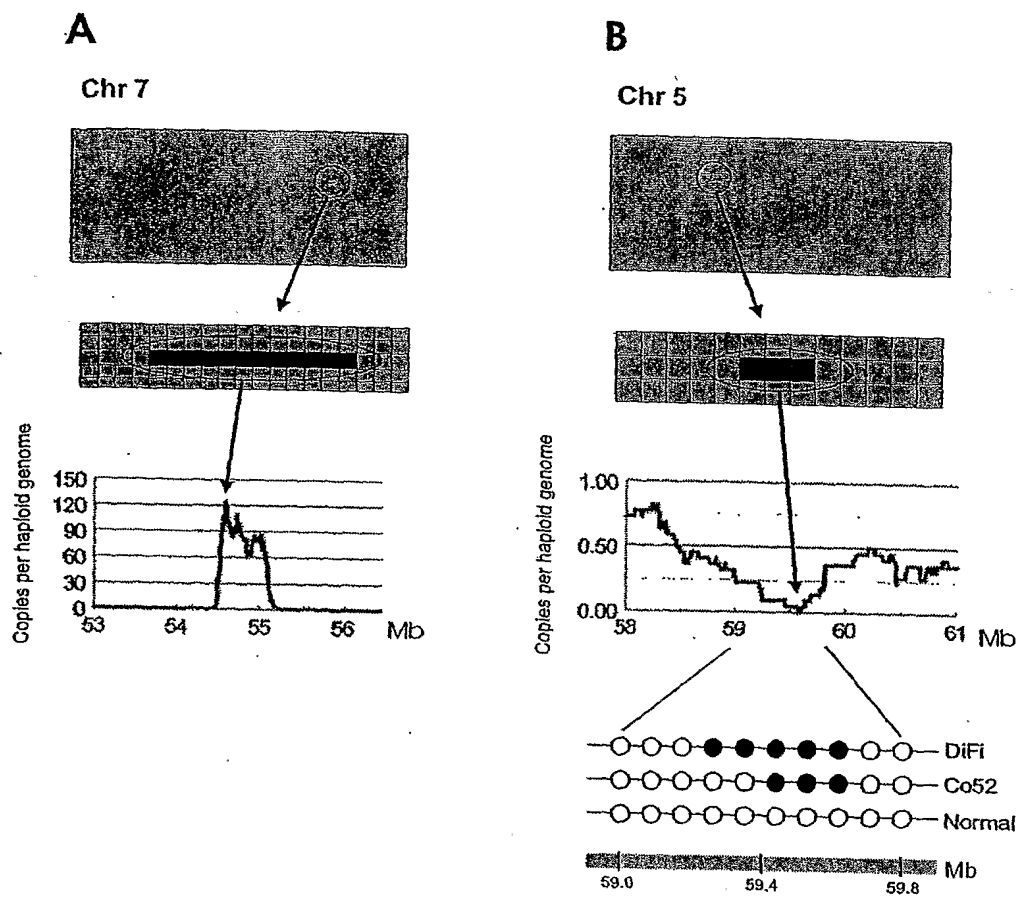 A
Chr 7
Copies per haploid genome
150
120
90
60
30
0
53 54 55 56 Mb
B
Chr 5
Copies per haploid genome
1.00
0.50
0.00
58 59 60 61 Mb
DiFi
Co52
Normal
Mb
59.0 59.4 59.8